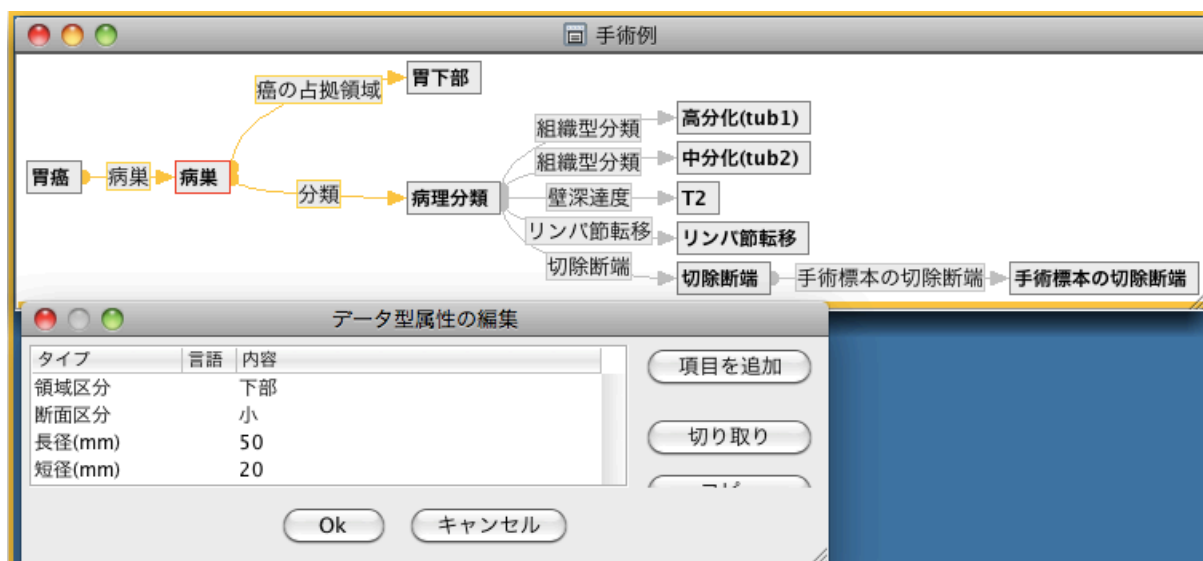 手術例
癌の占拠領域
胃下部
組織型分類
高分化(tub1)
組織型分類
中分化(tub2)
胃癌
病巣
病巣
分類
病理分類
壁深達度
T2
リンパ節転移
リンパ節転移
切除断端
切除断端
手術標本の切除断端
手術標本の切除断端
データ型属性の編集
タイプ 言語 内容
領域区分 下部
断面区分 小
長径(mm) 50
短径(mm) 20
項目を追加
切り取り
Ok
キャンセル